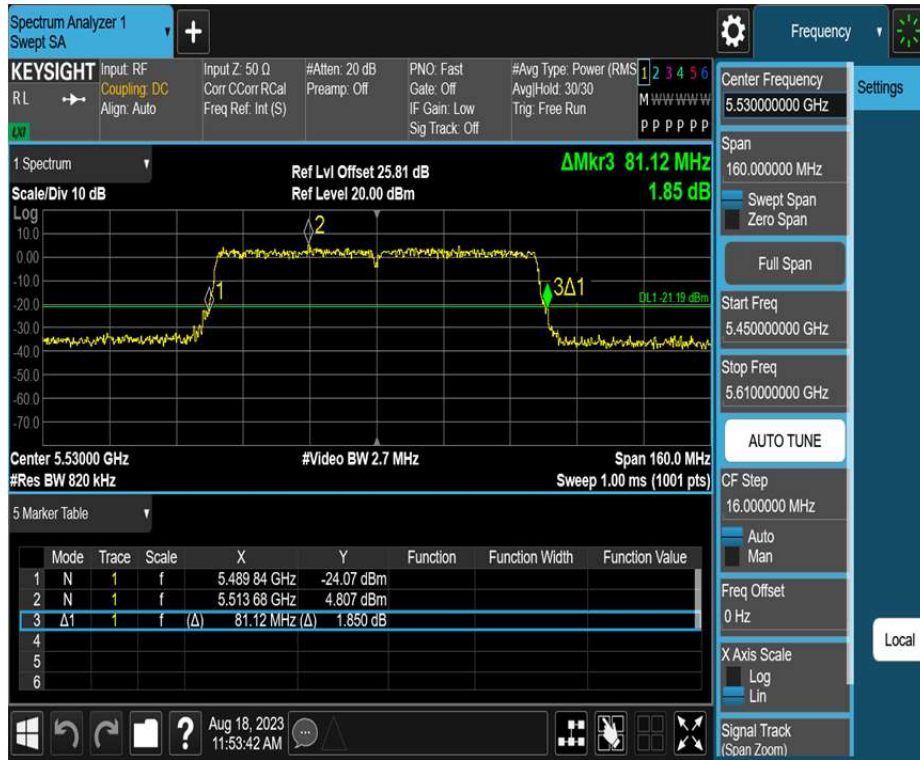 Spectrum Analyzer 1
Swept SA
+
Frequency
KEYSIGHT
RL
LXI
Input: RF
Coupling: DC
Align: Auto
Input Z: 50 Ω
Corr CCorr RCal
Freq Ref: Int (S)
#Atten: 20 dB
Preamp: Off
PNO: Fast
Gate: Off
IF Gain: Low
Sig Track: Off
#Avg Type: Power (RMS
Avg|Hold: 30/30
Trig: Free Run
1 2 3 4 5 6
M W W W W W
P P P P P P
Center Frequency
5.53000000 GHz
Settings
Span
160.000000 MHz
Swept Span
Zero Span
Full Span
Start Freq
5.450000000 GHz
Stop Freq
5.610000000 GHz
AUTO TUNE
CF Step
16.000000 MHz
Auto
Man
Freq Offset
0 Hz
X Axis Scale
Log
Lin
Signal Track
(Span Zoom)
Local
1 Spectrum
Scale/Div 10 dB
Log
Ref Lvl Offset 25.81 dB
Ref Level 20.00 dBm
ΔMkr3 81.12 MHz
1.85 dB
10.0
0.00
-10.0
-20.0
-30.0
-40.0
-50.0
-60.0
-70.0
1
2
3Δ1
DL1 -21.19 dBm
Center 5.53000 GHz
#Res BW 820 kHz
#Video BW 2.7 MHz
Span 160.0 MHz
Sweep 1.00 ms (1001 pts)
5 Marker Table
Mode Trace Scale X Y Function Function Width Function Value
1 N 1 f 5.489 84 GHz -24.07 dBm
2 N 1 f 5.513 68 GHz 4.807 dBm
3 Δ1 1 f (Δ) 81.12 MHz (Δ) 1.850 dB
4
5
6
?
Aug 18, 2023
11:53:42 AM